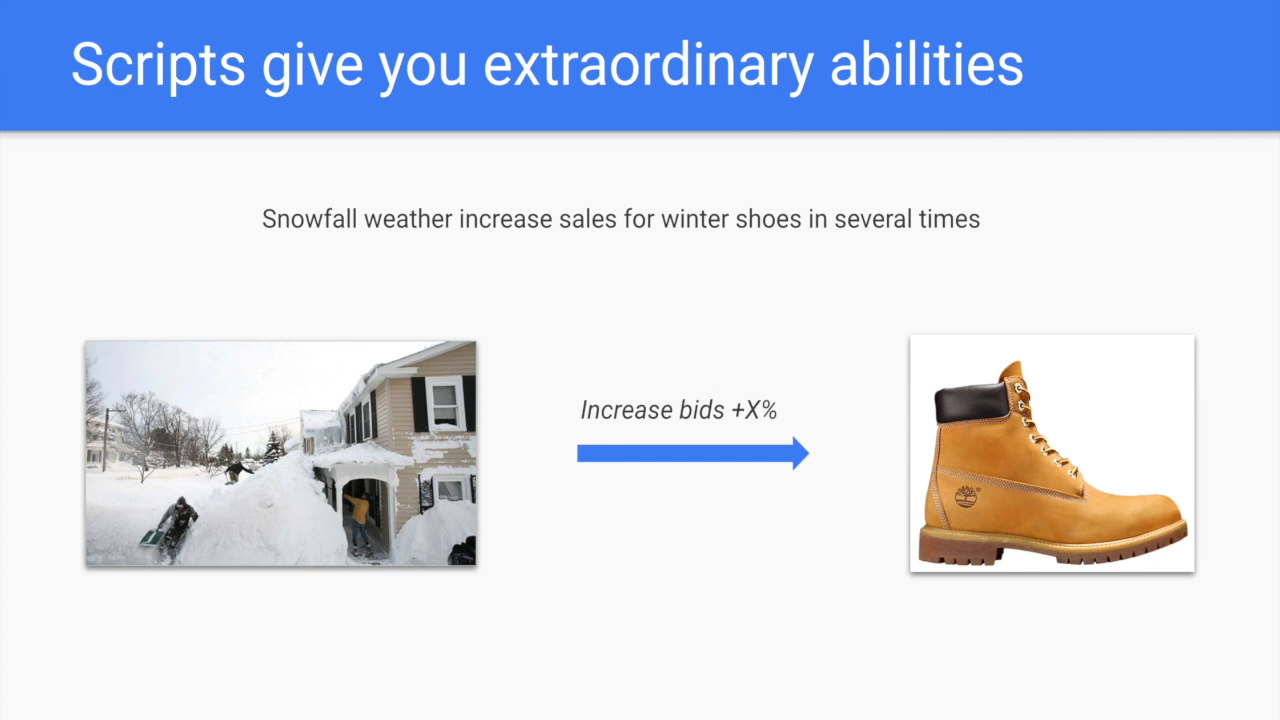 Scripts give you extraordinary abilities
Snowfall weather increase sales for winter shoes in several times
Increase bids +X%